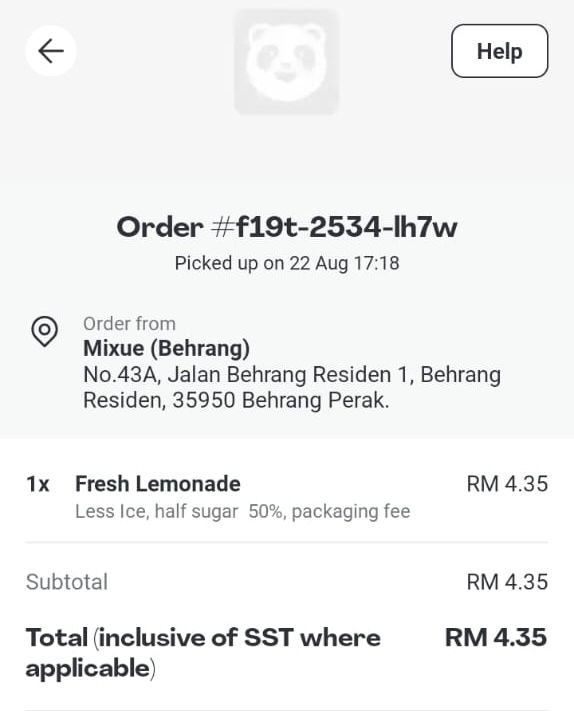 Help
Order #f19t-2534-lh7w
Picked up on 22 Aug 17:18
Order from
Mixue (Behrang)
No.43A, Jalan Behrang Residen 1, Behrang
Residen, 35950 Behrang Perak.
1x Fresh Lemonade RM 4.35
Less Ice, half sugar 50%, packaging fee
Subtotal RM 4.35
Total (inclusive of SST where RM 4.35
applicable)